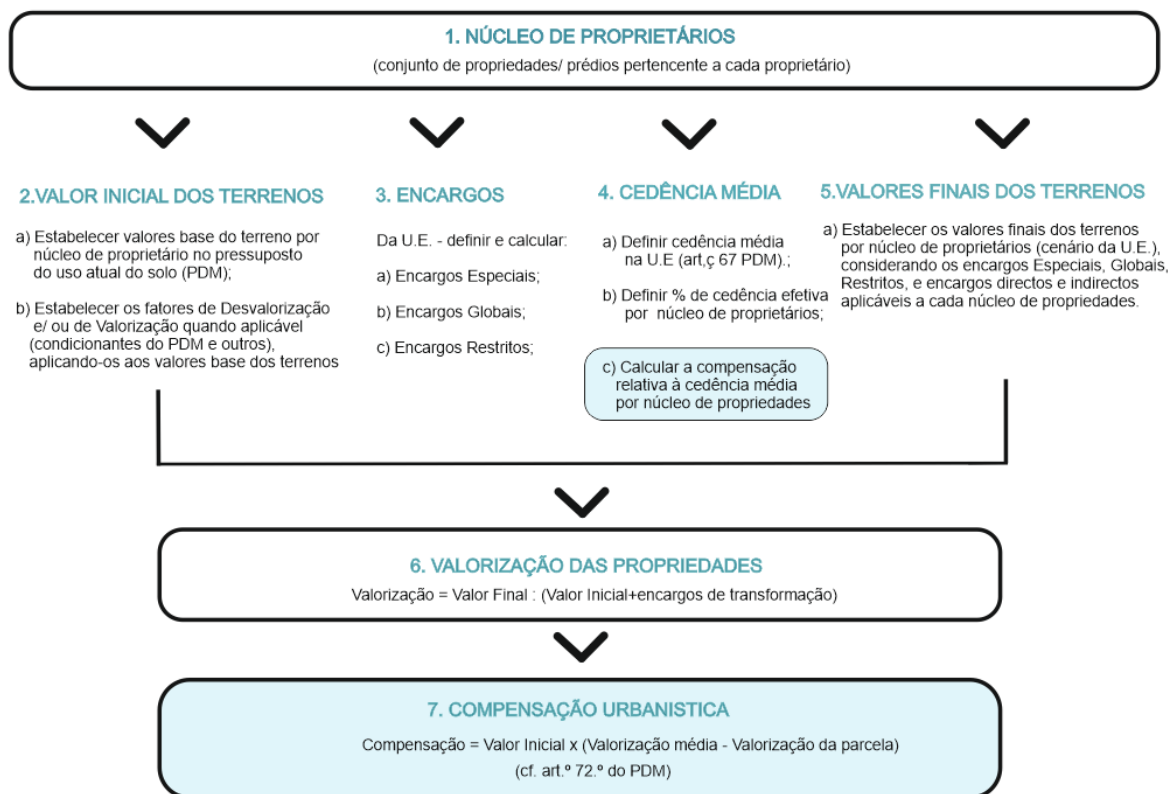 1. NÚCLEO DE PROPRIETÁRIOS
(conjunto de propriedades/ prédios pertencente a cada proprietário)
2.VALOR INICIAL DOS TERRENOS
a) Estabelecer valores base do terreno por
núcleo de proprietário no pressuposto
do uso atual do solo (PDM);
b) Estabelecer os fatores de Desvalorização
e/ ou de Valorização quando aplicável
(condicionantes do PDM e outros),
aplicando-os aos valores base dos terrenos
3. ENCARGOS
Da U.E. - definir e calcular:
a) Encargos Especiais;
b) Encargos Globais;
c) Encargos Restritos;
4. CEDÊNCIA MÉDIA
a) Definir cedência média
na U.E (art,ç 67 PDM).;
b) Definir % de cedência efetiva
por núcleo de proprietários;
c) Calcular a compensação
relativa à cedência média
por núcleo de propriedades
5.VALORES FINAIS DOS TERRENOS
a) Estabelecer os valores finais dos terrenos
por núcleo de proprietários (cenário da U.E.),
considerando os encargos Especiais, Globais,
Restritos, e encargos directos e indirectos
aplicáveis a cada núcleo de propriedades.
6. VALORIZAÇÃO DAS PROPRIEDADES
Valorização = Valor Final : (Valor Inicial+encargos de transformação)
7. COMPENSAÇÃO URBANISTICA
Compensação = Valor Inicial x (Valorização média - Valorização da parcela)
(cf. art.º 72.º do PDM)